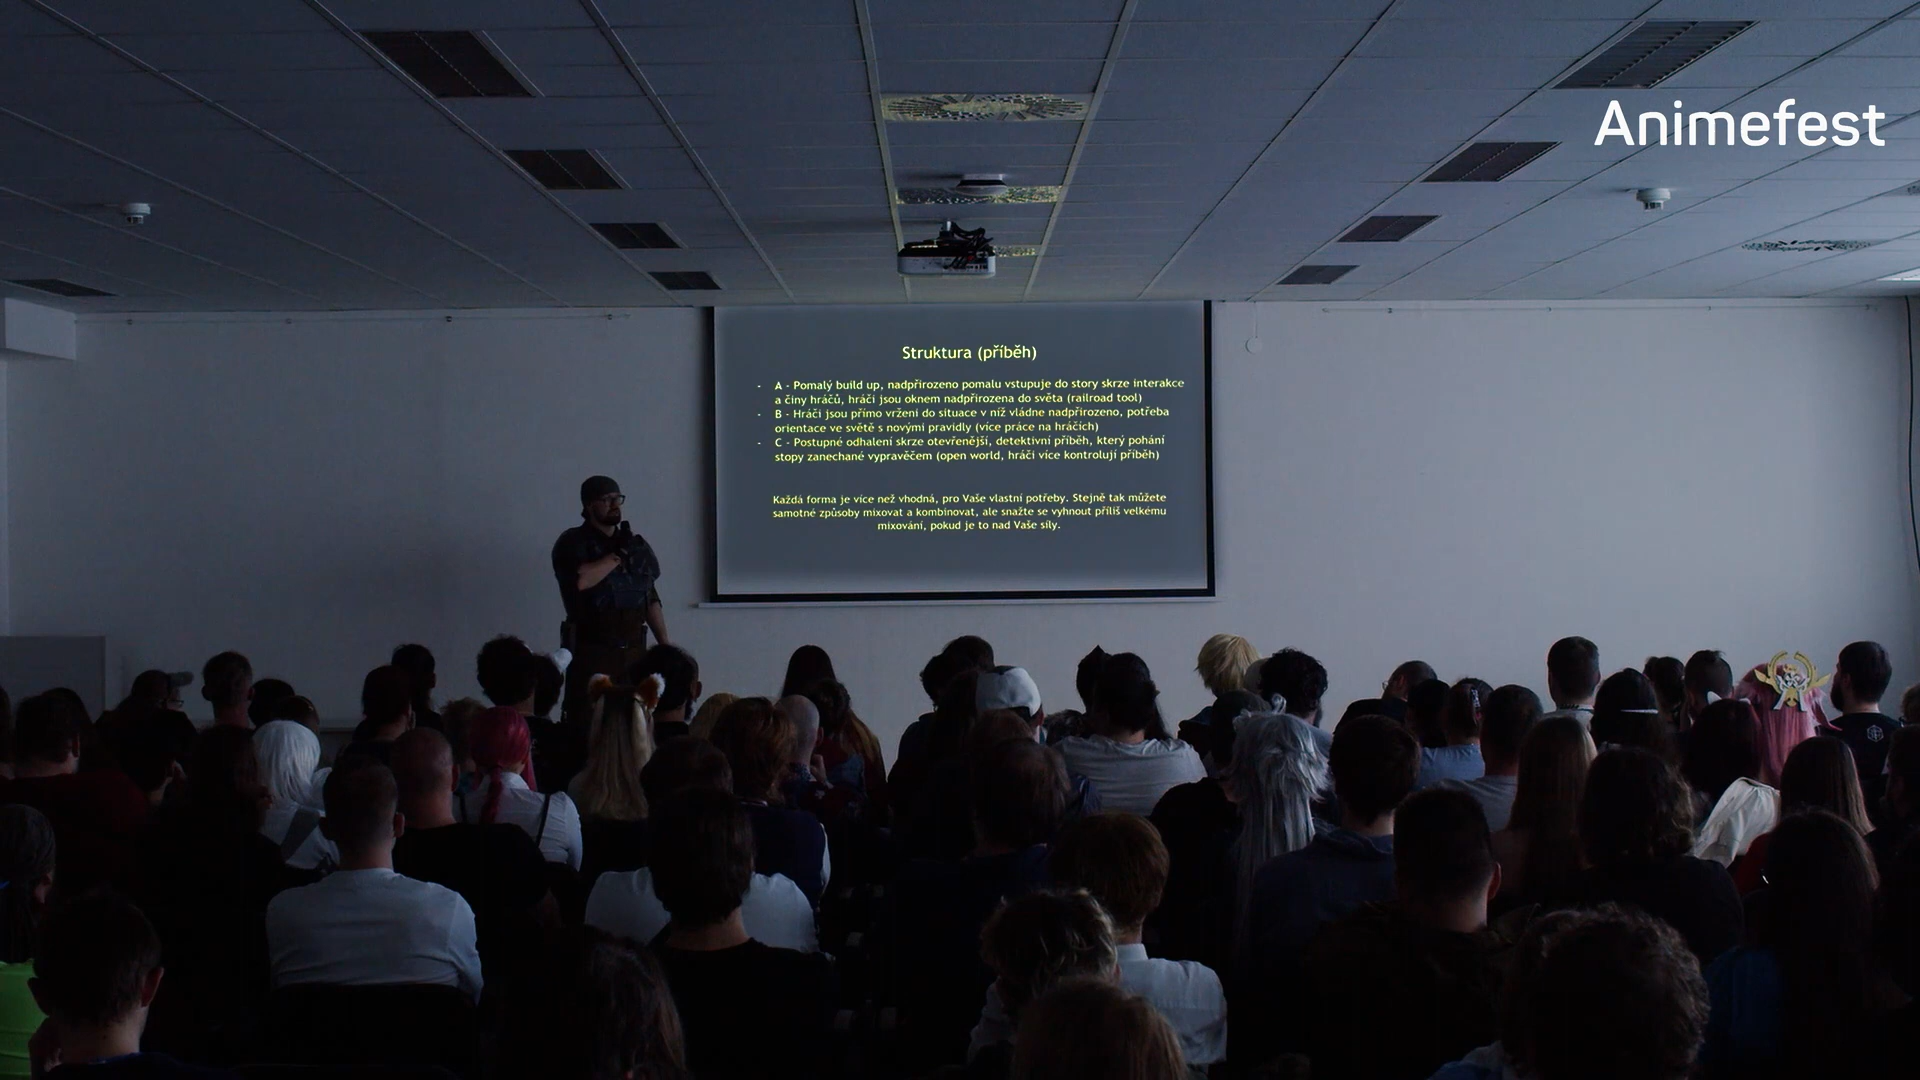 Animefest
Struktura (příběh)
- A - Pomalý build up, nadpřirozeno pomalu vstupuje do story skrze interakce
a činy hráčů, hráči jsou oknem nadpřirozena do světa (railroad tool)
- B - Hráči jsou přímo vrženi do situace v níž vládne nadpřirozeno, potřeba
orientace ve světě s novými pravidly (více práce na hráčích)
- C - Postupné odhalení skrze otevřenější, detektivní příběh, který pohání
stopy zanechané vypravěčem (open world, hráči více kontrolují příběh)
Každá forma je více než vhodná, pro Vaše vlastní potřeby. Stejně tak můžete
samotné způsoby mixovat a kombinovat, ale snažte se vyhnout příliš velkému
mixování, pokud je to nad Vaše síly.